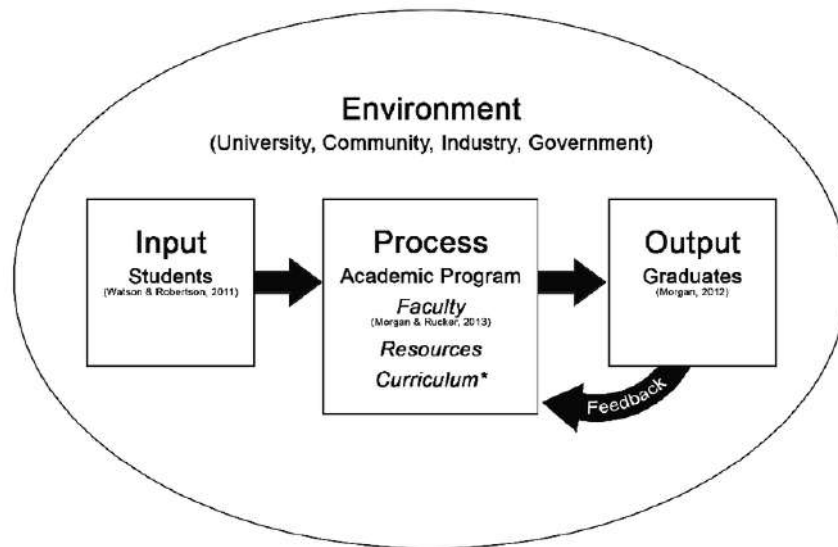 Environment
(University, Community, Industry, Government)
Input
Students
(Watson & Robertson, 2011)
Process
Academic Program
Faculty
(Morgan & Rucker, 2013)
Resources
Curriculum*
Output
Graduates
(Morgan, 2012)
Feedback